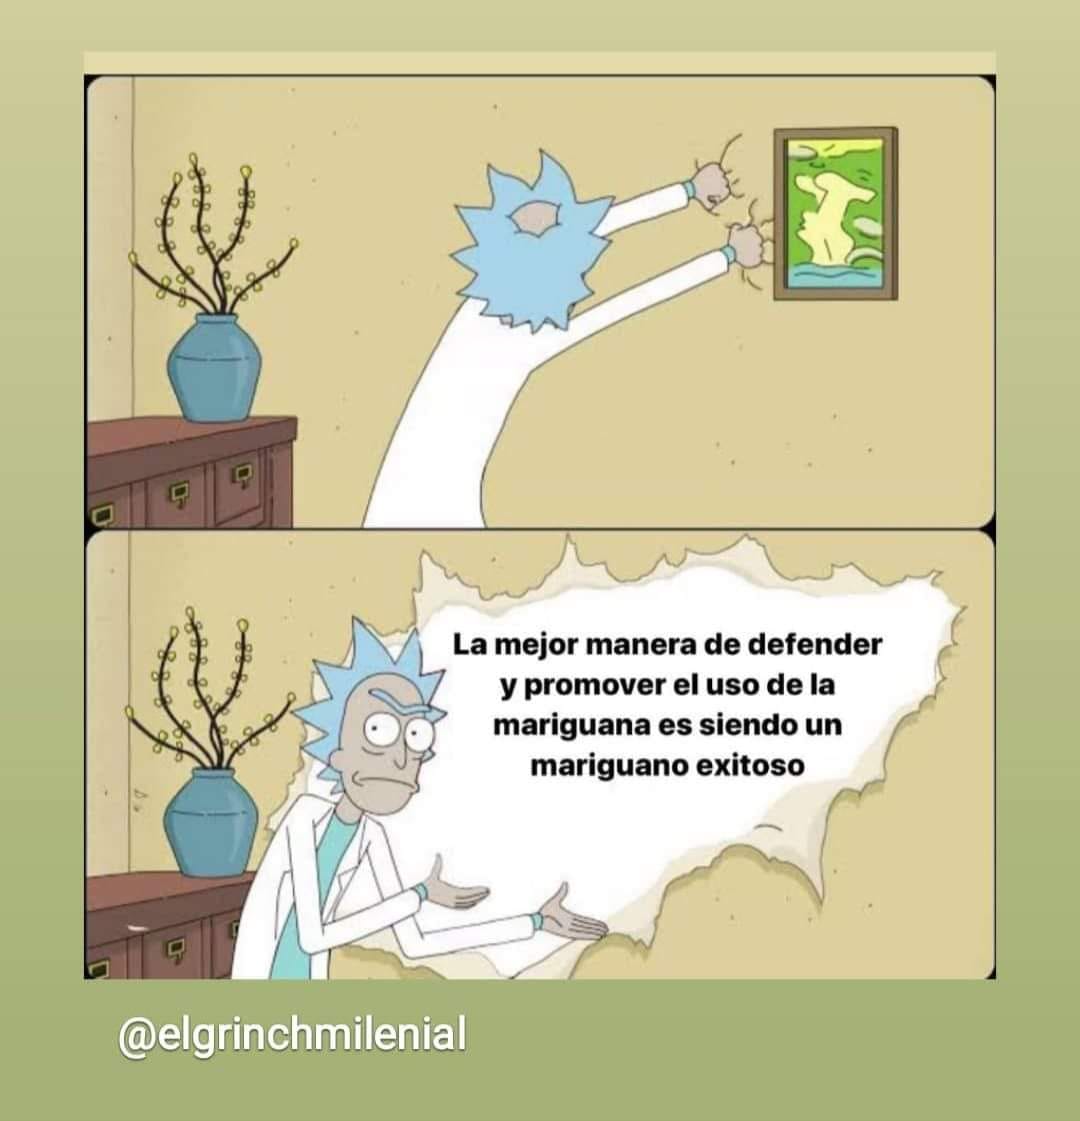 La mejor manera de defender
y promover el uso de la
mariguana es siendo un
mariguano exitoso
@elgrinchmilenial